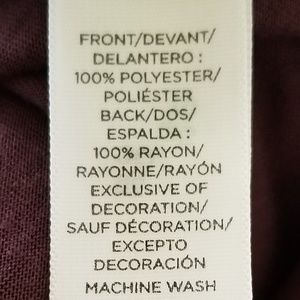 FRONT/DEVANT/
DELANTERO :
100% POLYESTER/
POLIÉSTER
BACK/DOS/
ESPALDA :
100% RAYON/
RAYONNE/RAYÓN
EXCLUSIVE OF
DECORATION/
SAUF DÉCORATION/
EXCEPTO
DECORACIÓN
MACHINE WASH